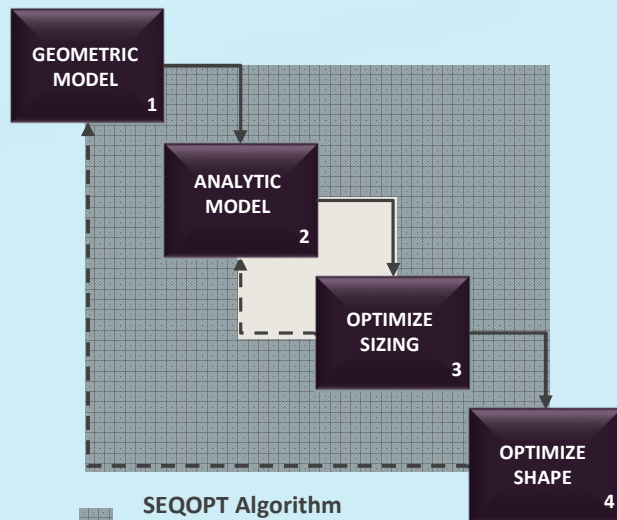 GEOMETRIC
MODEL
1
ANALYTIC
MODEL
2
OPTIMIZE
SIZING
3
OPTIMIZE
SHAPE
4
SEQOPT Algorithm